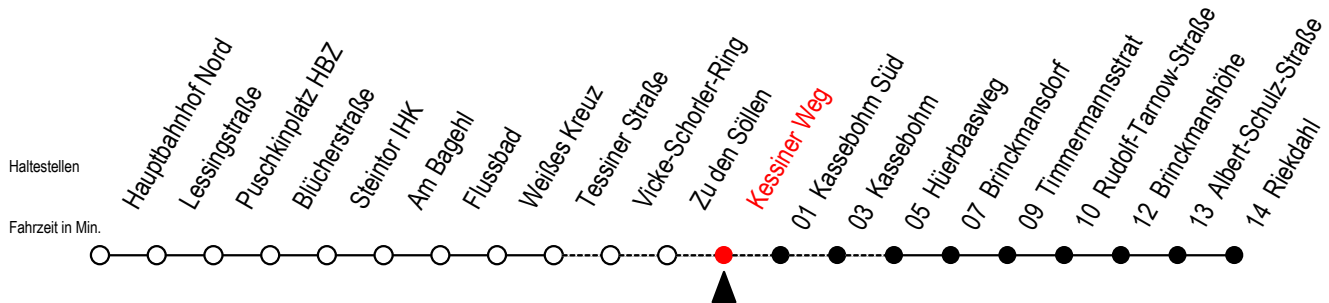 Haltestellen
Fahrzeit in Min.
Hauptbahnhof Nord
Lessingstraße
Puschkinplatz HBZ
Blücherstraße
Steintor IHK
Am Bagehl
Flussbad
Weißes Kreuz
Tessiner Straße
Vicke-Schorler-Ring
Zu den Söllen
Kessiner Weg
01 Kassebohm Süd
03 Kassebohm
05 Hüerbaasweg
07 Brinckmansdorf
09 Timmermannsstrat
10 Rudolf-Tarnow-Straße
12 Brinckmanshöhe
13 Albert-Schulz-Straße
14 Riekdahl